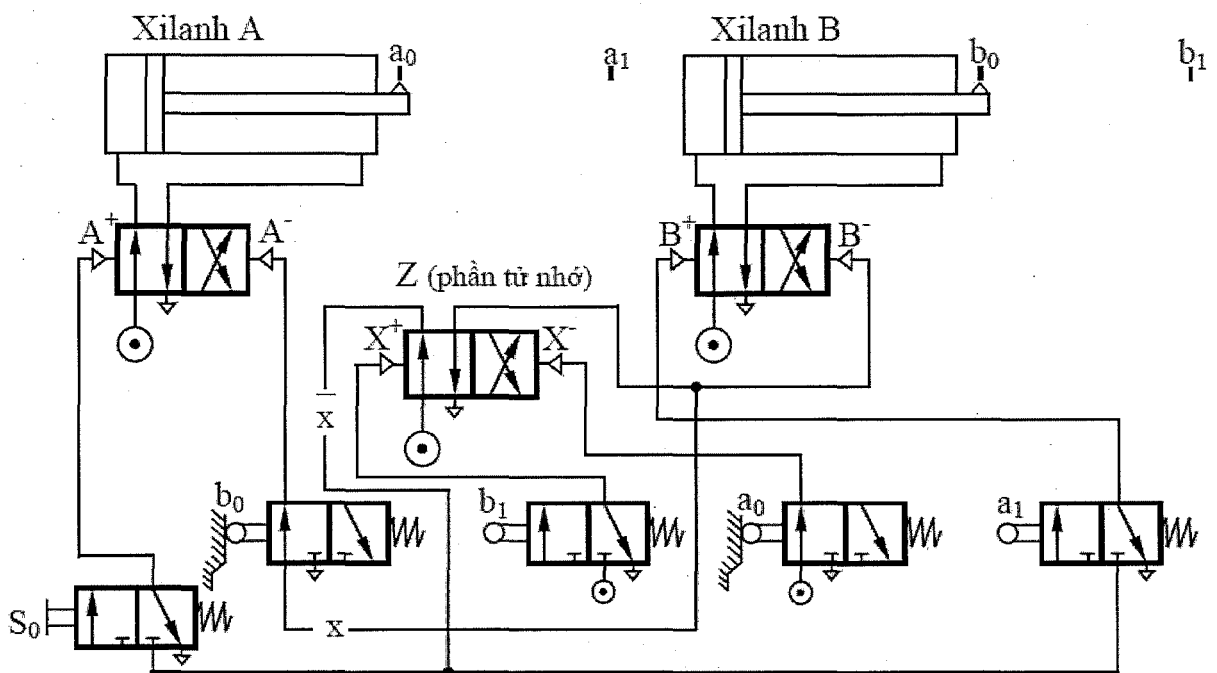 Xilanh A
Xilanh B
a₀
a₁
b₀
b₁
A⁺
A⁻
B⁺
B⁻
Z (phần tử nhớ)
X⁺
X⁻
x̄
b₀
b₁
a₀
a₁
S₀
x